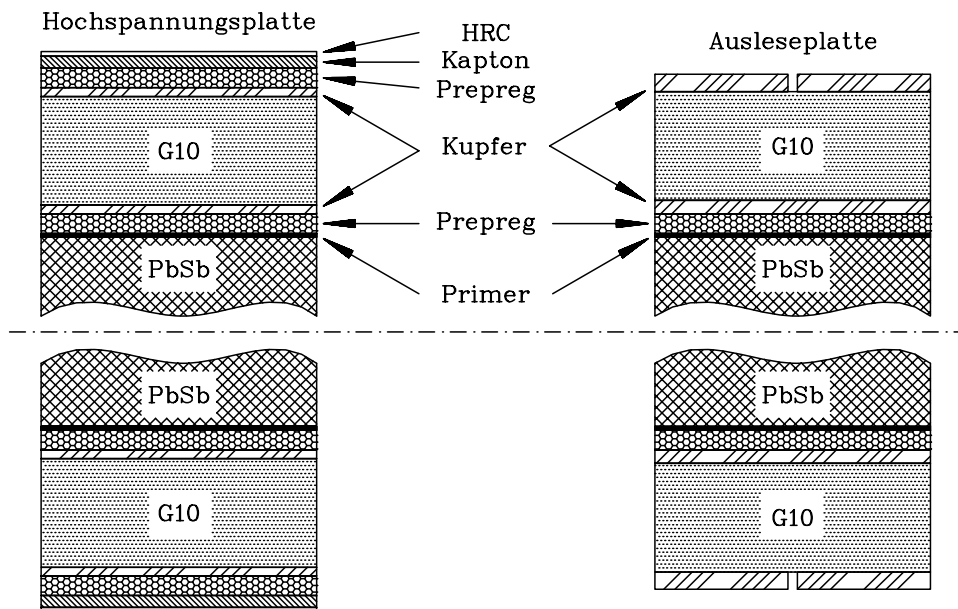 Hochspannungsplatte
HRC
Ausleseplatte
Kapton
Prepreg
G10
Kupfer
G10
Prepreg
PbSb
PbSb
Primer
PbSb
PbSb
G10
G10